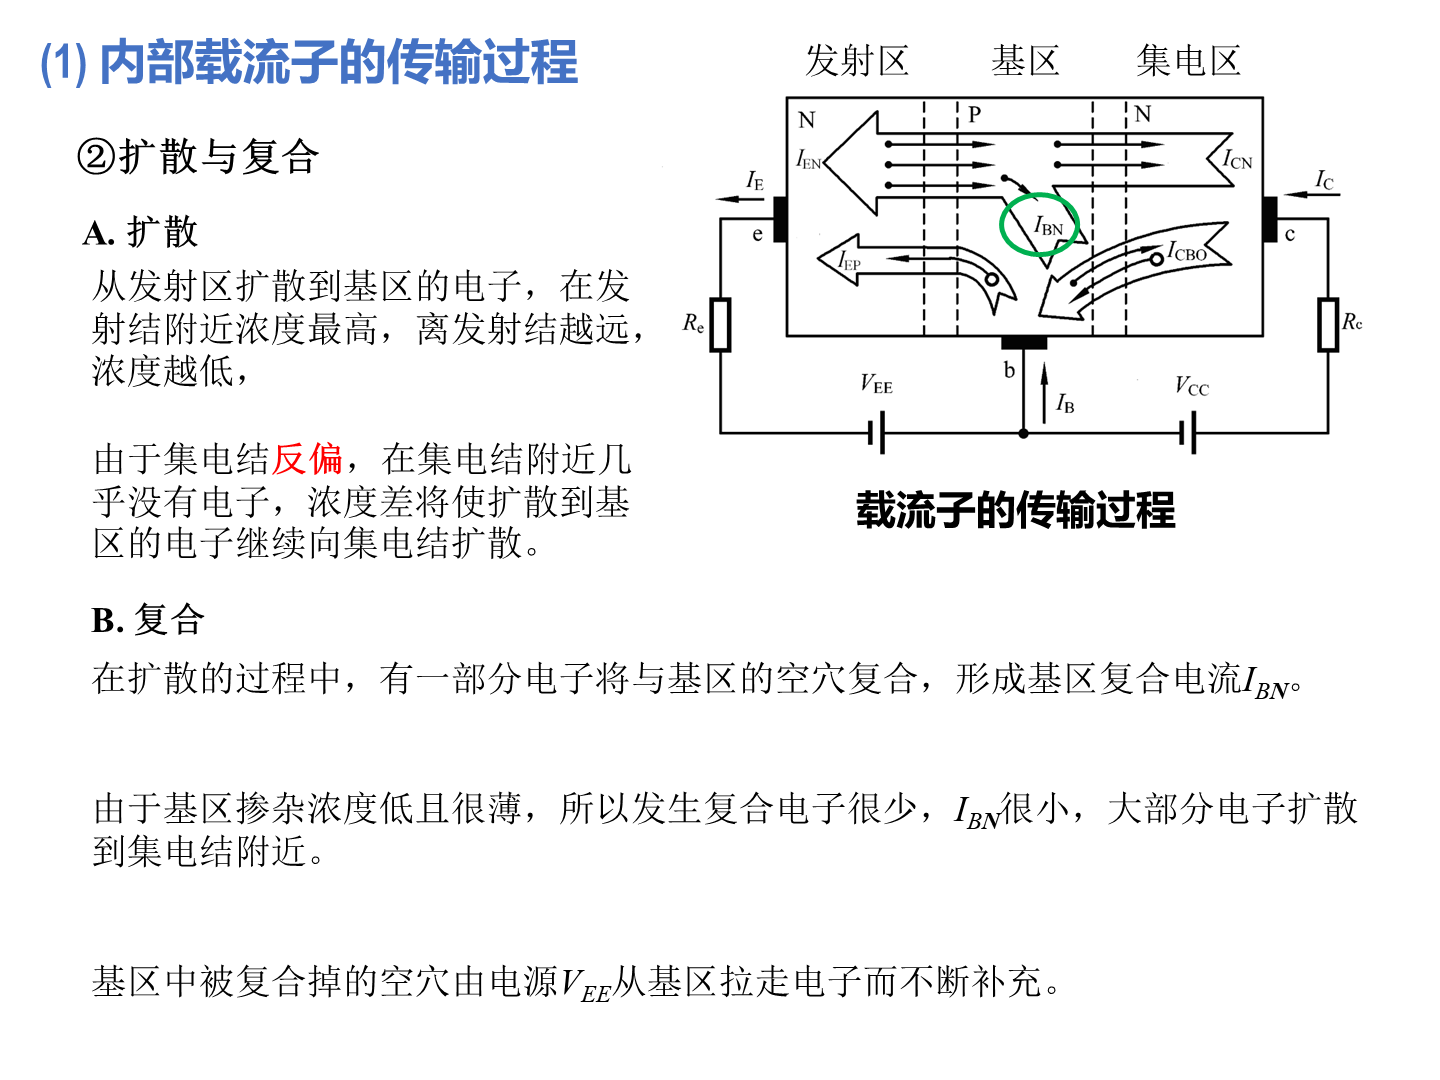 (1) 内部载流子的传输过程
②扩散与复合
A. 扩散
从发射区扩散到基区的电子，在发
射结附近浓度最高，离发射结越远，
浓度越低，
由于集电结反偏，在集电结附近几
乎没有电子，浓度差将使扩散到基
区的电子继续向集电结扩散。
B. 复合
在扩散的过程中，有一部分电子将与基区的空穴复合，形成基区复合电流IBN。
由于基区掺杂浓度低且很薄，所以发生复合电子很少，IBN很小，大部分电子扩散
到集电结附近。
基区中被复合掉的空穴由电源VEE从基区拉走电子而不断补充。
发射区 基区 集电区
N P N
IEN ICN
IE IC
IBN
e c
IEP ICBO
Re Rc
b
VEE VCC
IB
载流子的传输过程